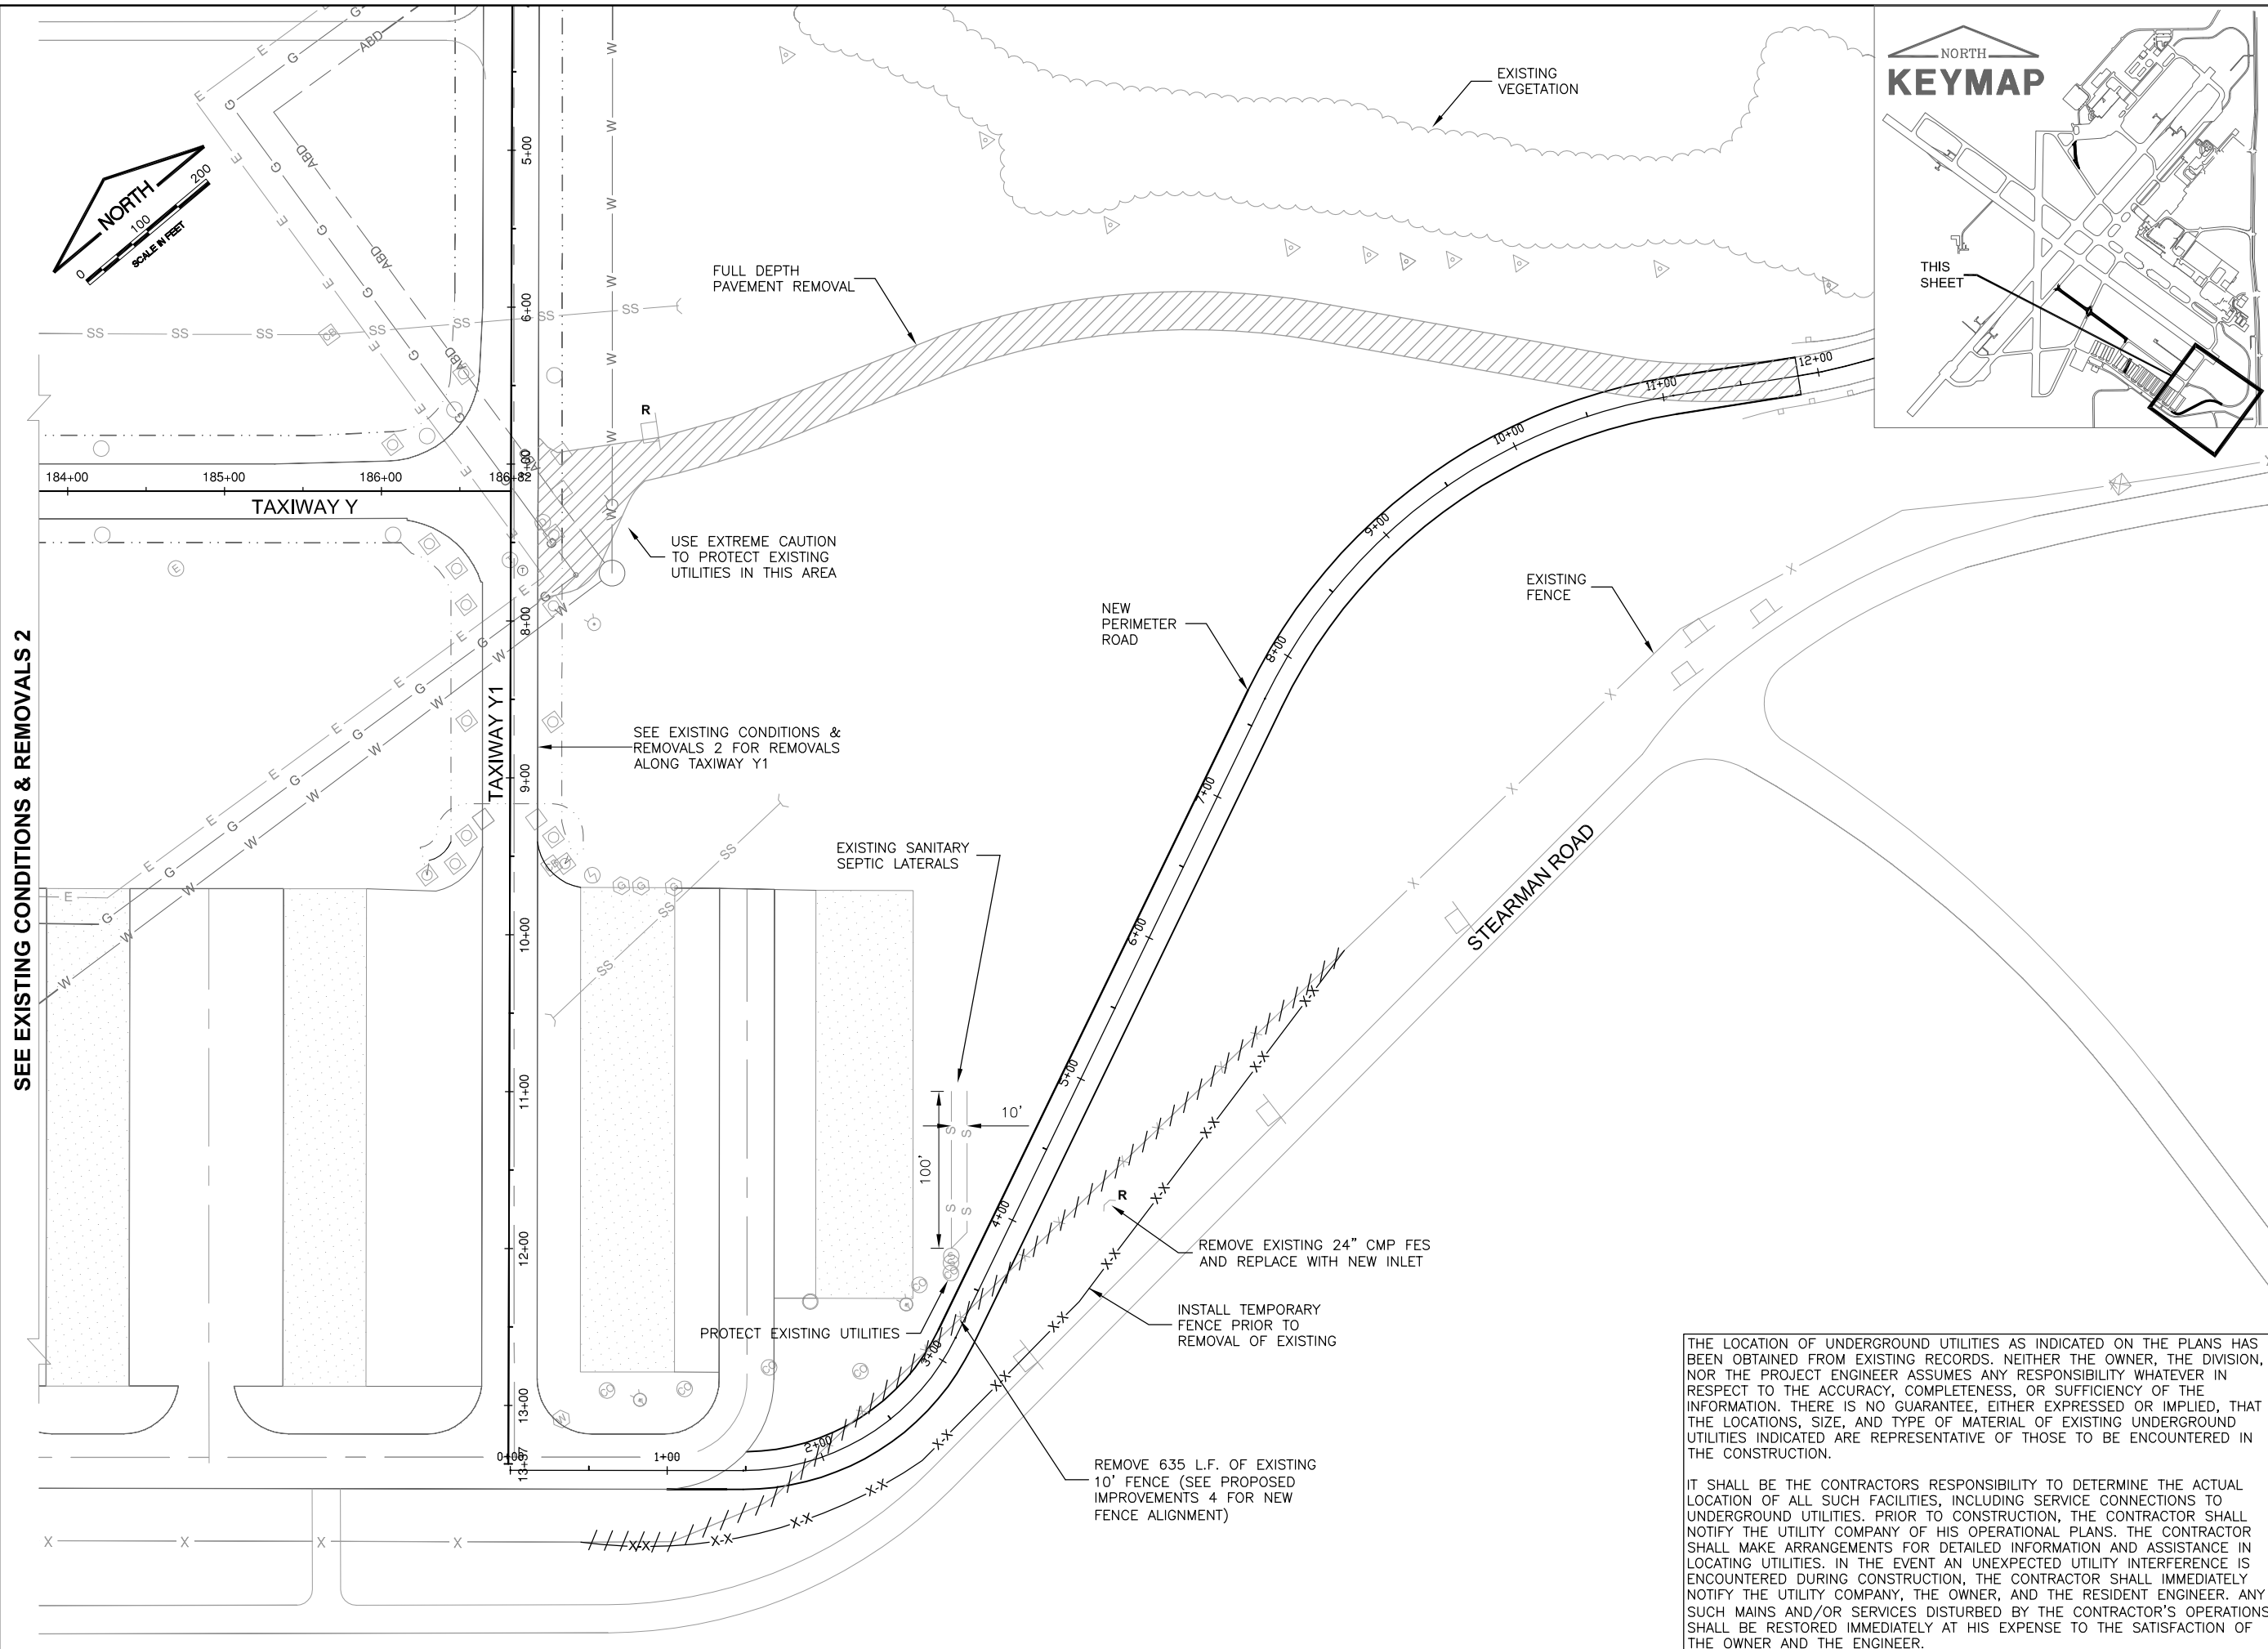 NORTH
KEYMAP
THIS
SHEET
NORTH
0
100
200
SCALE IN FEET
EXISTING
VEGETATION
FULL DEPTH
PAVEMENT REMOVAL
R
184+00
185+00
186+00
186+82
TAXIWAY Y
5+00
6+00
7+00
8+00
9+00
10+00
11+00
12+00
13+00
13+37
TAXIWAY Y1
USE EXTREME CAUTION
TO PROTECT EXISTING
UTILITIES IN THIS AREA
NEW
PERIMETER
ROAD
EXISTING
FENCE
SEE EXISTING CONDITIONS &
REMOVALS 2 FOR REMOVALS
ALONG TAXIWAY Y1
EXISTING SANITARY
SEPTIC LATERALS
STEARMAN ROAD
SEE EXISTING CONDITIONS & REMOVALS 2
10'
100'
R
REMOVE EXISTING 24" CMP FES
AND REPLACE WITH NEW INLET
INSTALL TEMPORARY
FENCE PRIOR TO
REMOVAL OF EXISTING
PROTECT EXISTING UTILITIES
REMOVE 635 L.F. OF EXISTING
10' FENCE (SEE PROPOSED
IMPROVEMENTS 4 FOR NEW
FENCE ALIGNMENT)
0+00
1+00
2+00
3+00
4+00
5+00
6+00
7+00
8+00
9+00
10+00
11+00
12+00
THE LOCATION OF UNDERGROUND UTILITIES AS INDICATED ON THE PLANS HAS
BEEN OBTAINED FROM EXISTING RECORDS. NEITHER THE OWNER, THE DIVISION,
NOR THE PROJECT ENGINEER ASSUMES ANY RESPONSIBILITY WHATEVER IN
RESPECT TO THE ACCURACY, COMPLETENESS, OR SUFFICIENCY OF THE
INFORMATION. THERE IS NO GUARANTEE, EITHER EXPRESSED OR IMPLIED, THAT
THE LOCATIONS, SIZE, AND TYPE OF MATERIAL OF EXISTING UNDERGROUND
UTILITIES INDICATED ARE REPRESENTATIVE OF THOSE TO BE ENCOUNTERED IN
THE CONSTRUCTION.
IT SHALL BE THE CONTRACTORS RESPONSIBILITY TO DETERMINE THE ACTUAL
LOCATION OF ALL SUCH FACILITIES, INCLUDING SERVICE CONNECTIONS TO
UNDERGROUND UTILITIES. PRIOR TO CONSTRUCTION, THE CONTRACTOR SHALL
NOTIFY THE UTILITY COMPANY OF HIS OPERATIONAL PLANS. THE CONTRACTOR
SHALL MAKE ARRANGEMENTS FOR DETAILED INFORMATION AND ASSISTANCE IN
LOCATING UTILITIES. IN THE EVENT AN UNEXPECTED UTILITY INTERFERENCE IS
ENCOUNTERED DURING CONSTRUCTION, THE CONTRACTOR SHALL IMMEDIATELY
NOTIFY THE UTILITY COMPANY, THE OWNER, AND THE RESIDENT ENGINEER. ANY
SUCH MAINS AND/OR SERVICES DISTURBED BY THE CONTRACTOR'S OPERATIONS
SHALL BE RESTORED IMMEDIATELY AT HIS EXPENSE TO THE SATISFACTION OF
THE OWNER AND THE ENGINEER.